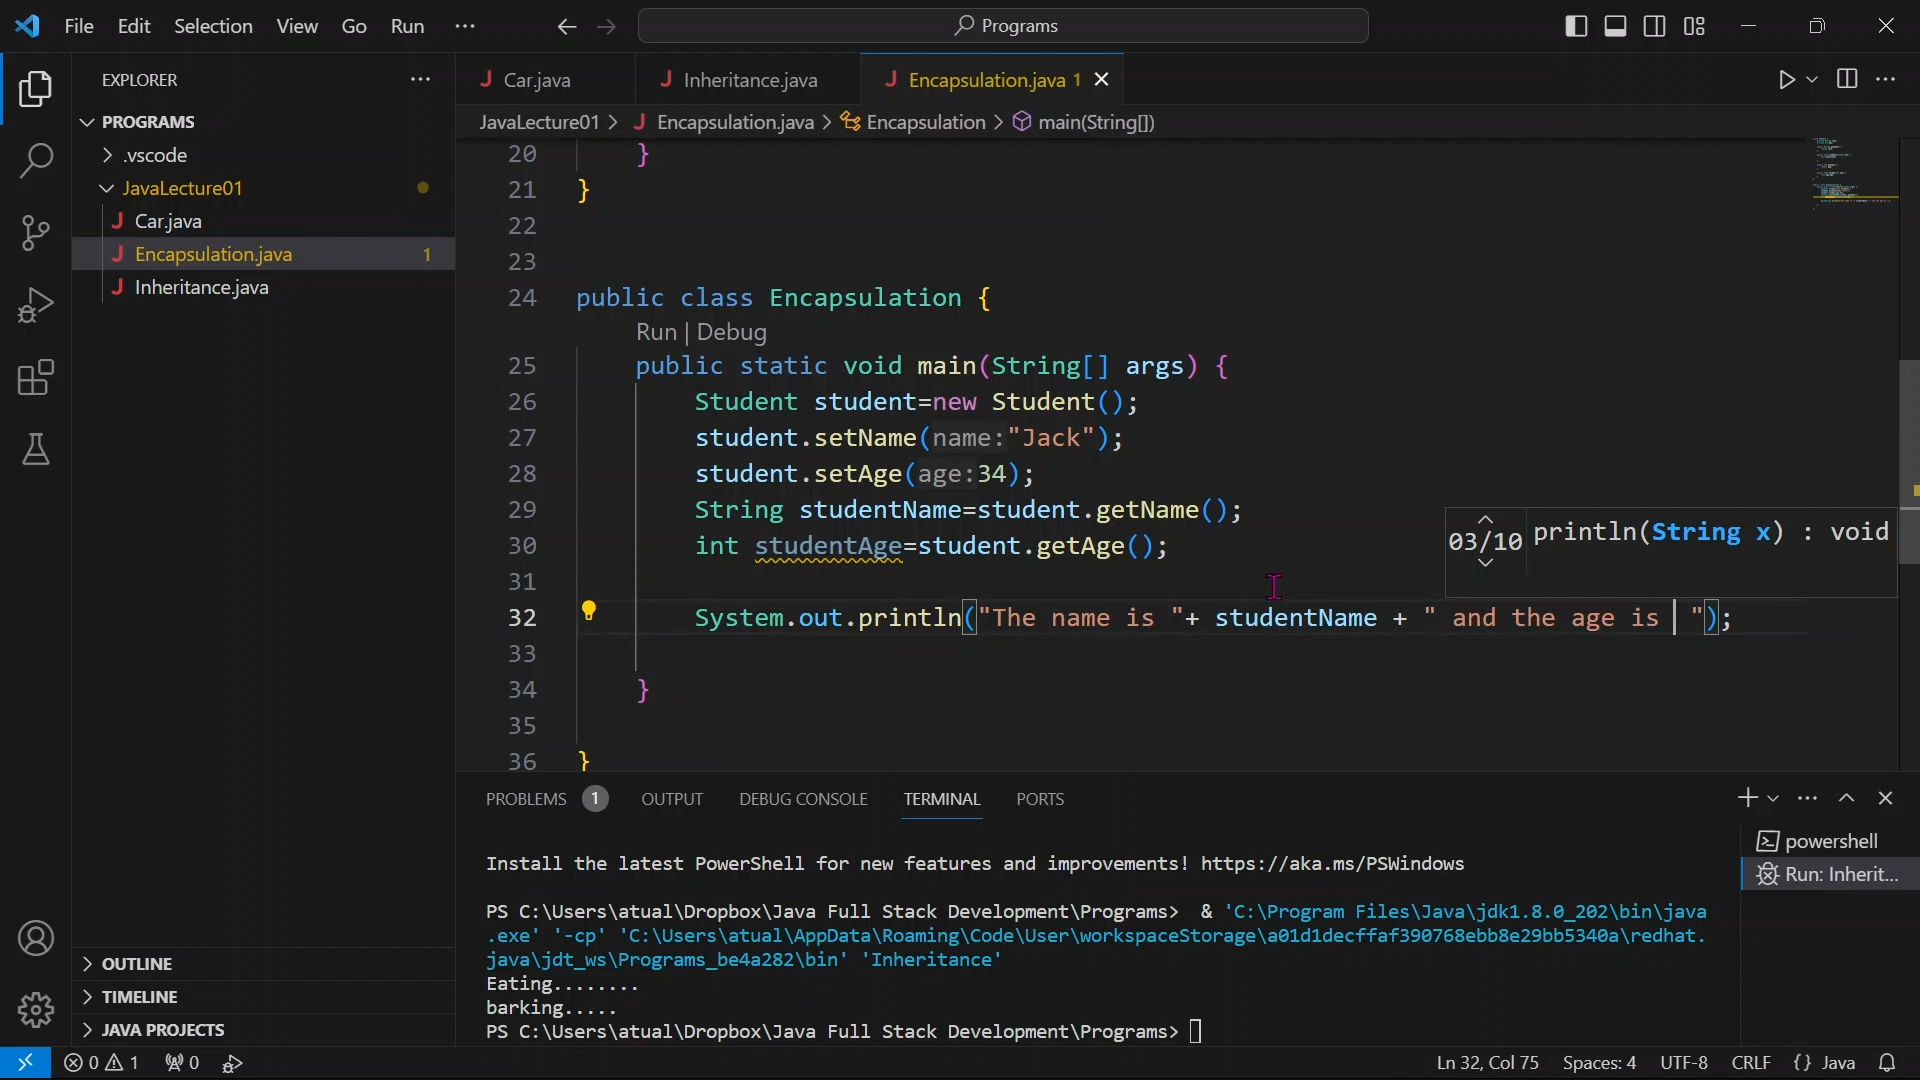 File Edit Selection View Go Run
Programs
EXPLORER
PROGRAMS
.vscode
JavaLecture01
Car.java
Encapsulation.java 1
Inheritance.java
OUTLINE
TIMELINE
JAVA PROJECTS
Car.java Inheritance.java Encapsulation.java 1
JavaLecture01 > Encapsulation.java > Encapsulation > main(String[])
20 }
21 }
22
23
24 public class Encapsulation {
Run | Debug
25 public static void main(String[] args) {
26 Student student=new Student();
27 student.setName(name:"Jack");
28 student.setAge(age:34);
29 String studentName=student.getName();
30 int studentAge=student.getAge();
31
03/10 println(String x) : void
32 System.out.println("The name is "+ studentName + " and the age is ");
33
34 }
35
36 }
PROBLEMS 1 OUTPUT DEBUG CONSOLE TERMINAL PORTS
powershell
Run: Inherit...
Install the latest PowerShell for new features and improvements! https://aka.ms/PSWindows
PS C:\Users\atual\Dropbox\Java Full Stack Development\Programs> & 'C:\Program Files\Java\jdk1.8.0_202\bin\java
.exe' '-cp' 'C:\Users\atual\AppData\Roaming\Code\User\workspaceStorage\a01d1decffaf390768ebb8e29bb5340a\redhat.
java\jdt_ws\Programs_be4a282\bin' 'Inheritance'
Eating........
barking.....
PS C:\Users\atual\Dropbox\Java Full Stack Development\Programs>
0 1 0
Ln 32, Col 75 Spaces: 4 UTF-8 CRLF {} Java